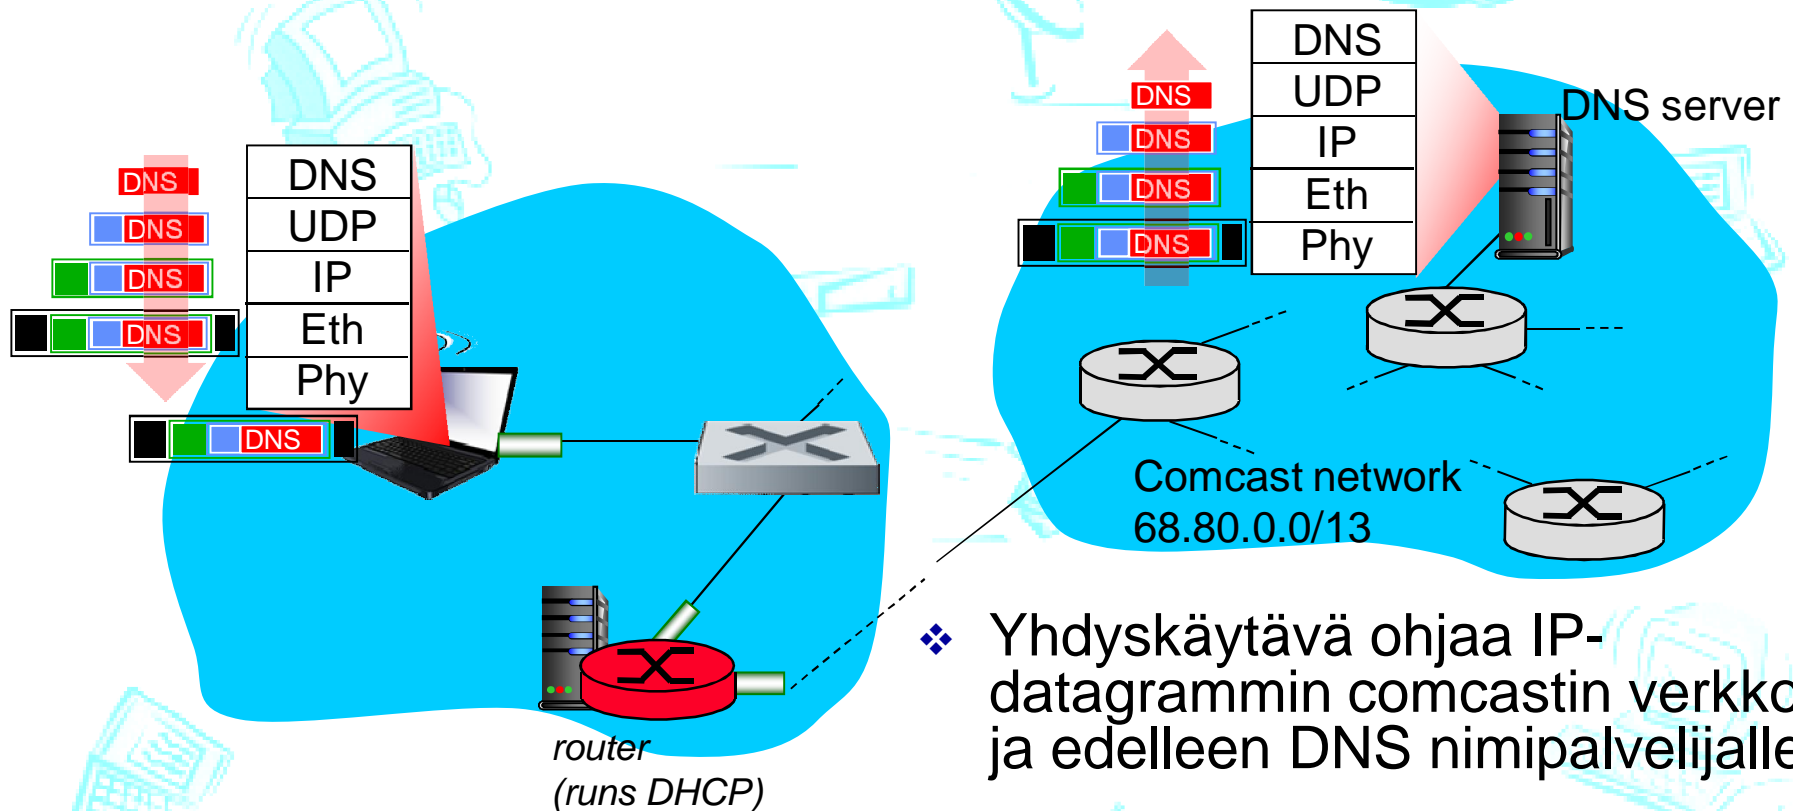 DNS
UDP
IP
Eth
Phy
DNS
DNS
DNS
DNS
DNS
DNS
UDP
IP
Eth
Phy
DNS
DNS
DNS
DNS
DNS server
Comcast network
68.80.0.0/13
router
(runs DHCP)
Yhdyskäytävä ohjaa IP-
datagrammin comcastin verkko
ja edelleen DNS nimipalvelijalle